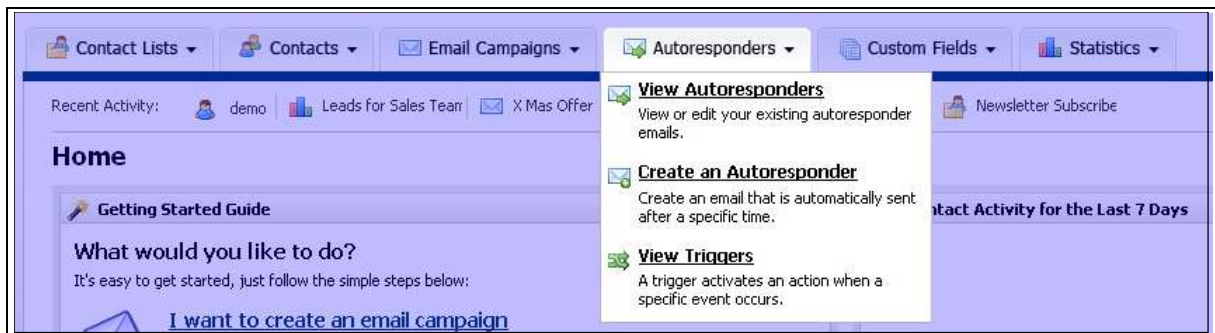 Contact Lists Contacts Email Campaigns Autoresponders Custom Fields Statistics
Recent Activity: demo Leads for Sales Tean X Mas Offer Newsletter Subscribe
View Autoresponders
View or edit your existing autoresponder
emails.
Home
Create an Autoresponder
Create an email that is automatically sent
after a specific time.
Getting Started Guide
ntact Activity for the Last 7 Days
What would you like to do?
It's easy to get started, just follow the simple steps below:
View Triggers
A trigger activates an action when a
specific event occurs.
I want to create an email campaign